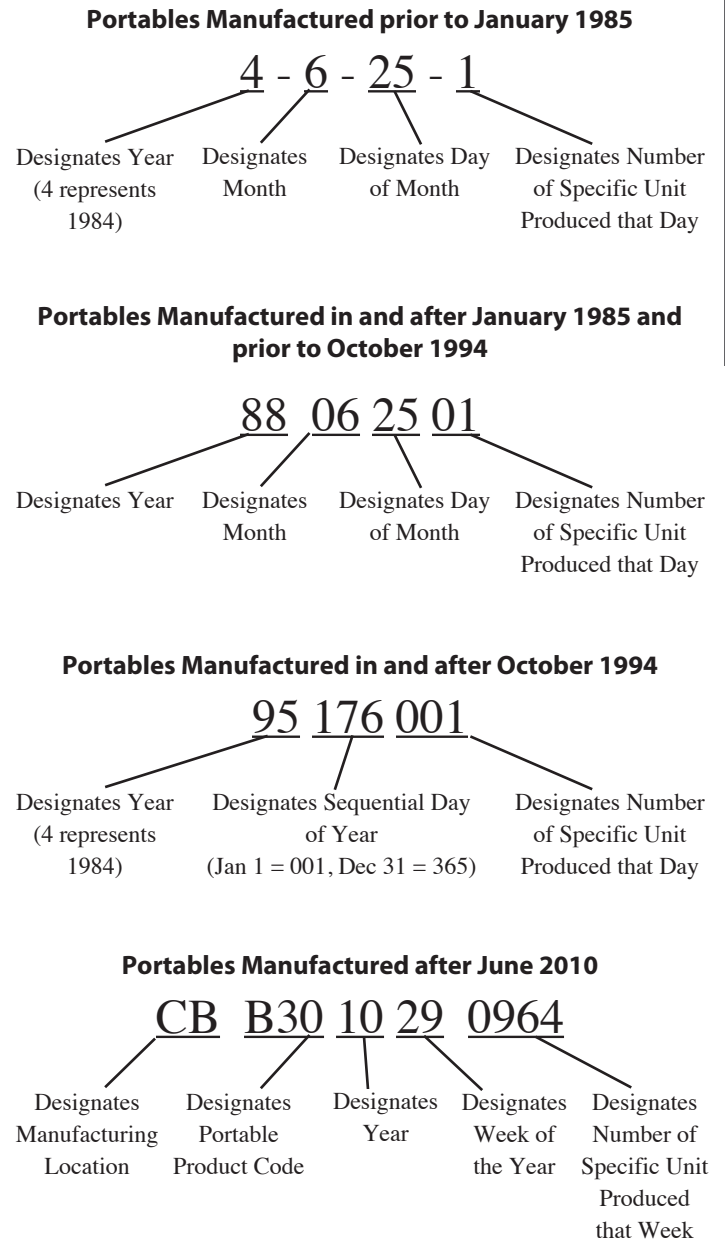 Portables Manufactured prior to January 1985
4 - 6 - 25 - 1
Designates Year
(4 represents
1984)
Designates
Month
Designates Day
of Month
Designates Number
of Specific Unit
Produced that Day
Portables Manufactured in and after January 1985 and
prior to October 1994
88 06 25 01
Designates Year
Designates
Month
Designates Day
of Month
Designates Number
of Specific Unit
Produced that Day
Portables Manufactured in and after October 1994
95 176 001
Designates Year
(4 represents
1984)
Designates Sequential Day
of Year
(Jan 1 = 001, Dec 31 = 365)
Designates Number
of Specific Unit
Produced that Day
Portables Manufactured after June 2010
CB B30 10 29 0964
Designates
Manufacturing
Location
Designates
Portable
Product Code
Designates
Year
Designates
Week of
the Year
Designates
Number of
Specific Unit
Produced
that Week